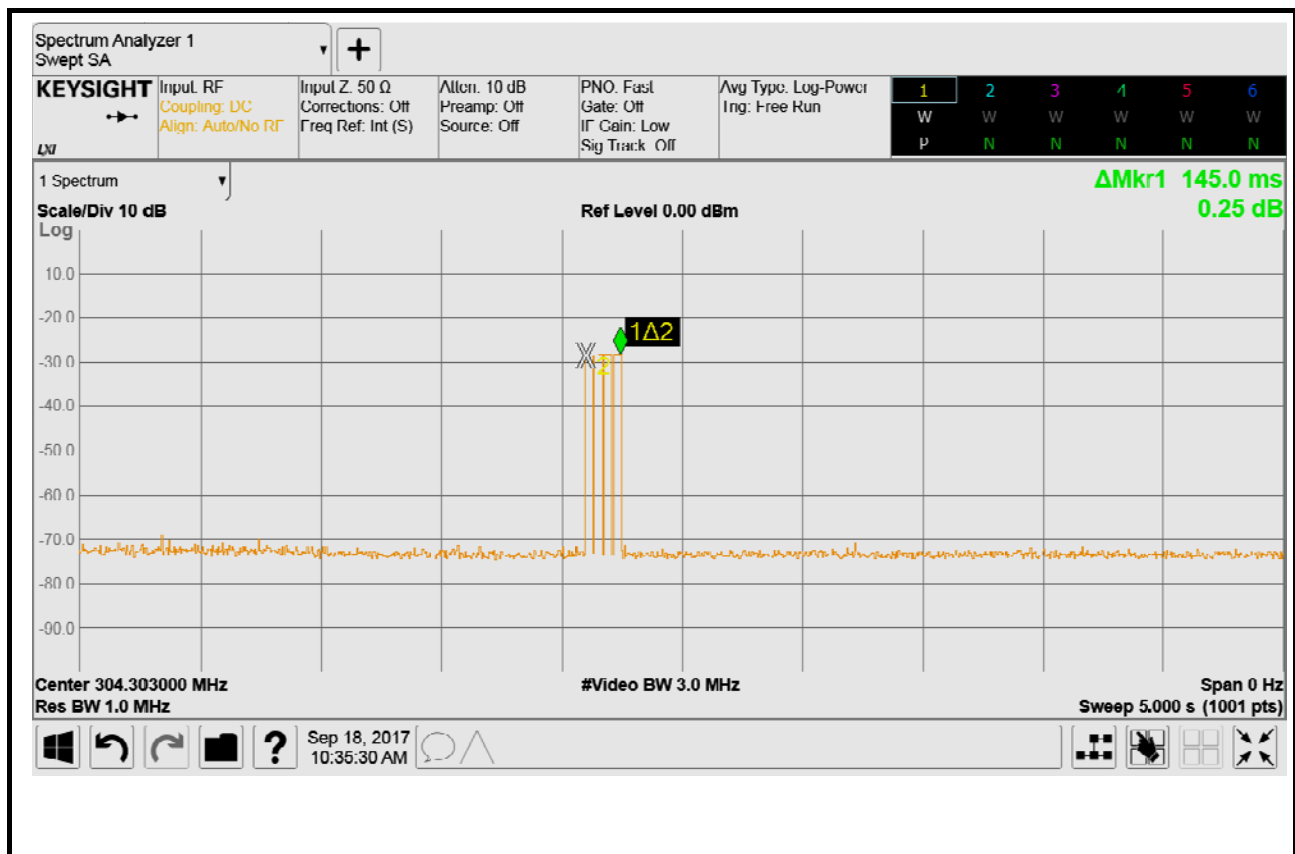 Spectrum Analyzer 1
Swept SA
KEYSIGHT
LXI
Input: RF
Coupling: DC
Align: Auto/No RF
Input Z: 50 Ω
Corrections: Off
Freq Ref: Int (S)
Atten: 10 dB
Preamp: Off
Source: Off
PNO: Fast
Gate: Off
IF Gain: Low
Sig Track: Off
Avg Type: Log-Power
Trig: Free Run
1 2 3 4 5 6
W W W W W W
P N N N N N
1 Spectrum
ΔMkr1 145.0 ms
0.25 dB
Scale/Div 10 dB
Ref Level 0.00 dBm
Log
10.0
-20.0
-30.0
-40.0
-50.0
-60.0
-70.0
-80.0
-90.0
1Δ2
X
2
Center 304.303000 MHz
#Video BW 3.0 MHz
Span 0 Hz
Res BW 1.0 MHz
Sweep 5.000 s (1001 pts)
?
Sep 18, 2017
10:35:30 AM